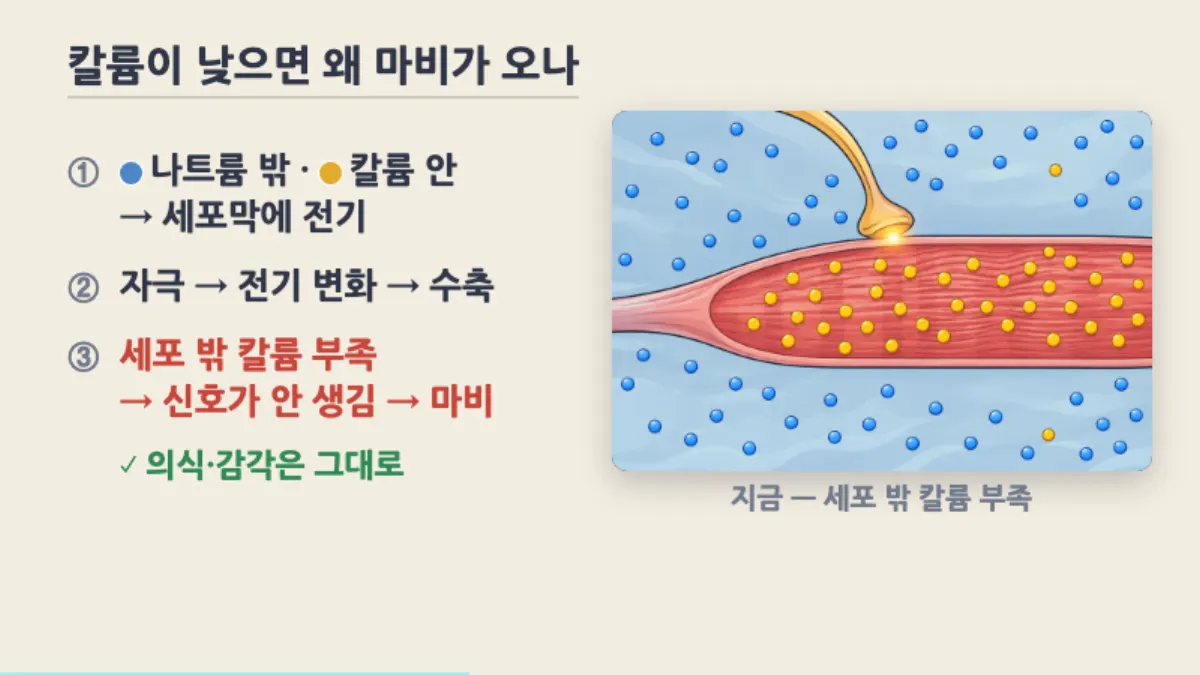 칼륨이 낮으면 왜 마비가 오나
① 나트륨 밖 · 칼륨 안
→ 세포막에 전기
② 자극 → 전기 변화 → 수축
③ 세포 밖 칼륨 부족
→ 신호가 안 생김 → 마비
✓ 의식·감각은 그대로
지금 — 세포 밖 칼륨 부족